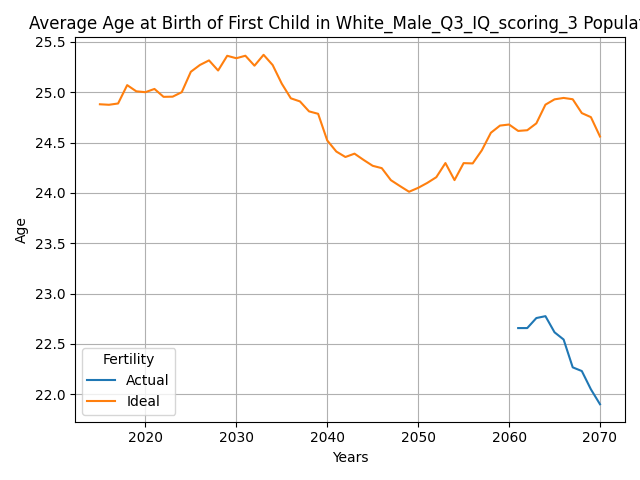 Average Age at Birth of First Child in White_Male_Q3_IQ_scoring_3 Populat
25.5
25.0
24.5
24.0
23.5
23.0
22.5
22.0
Age
Fertility
Actual
Ideal
2020 2030 2040 2050 2060 2070
Years